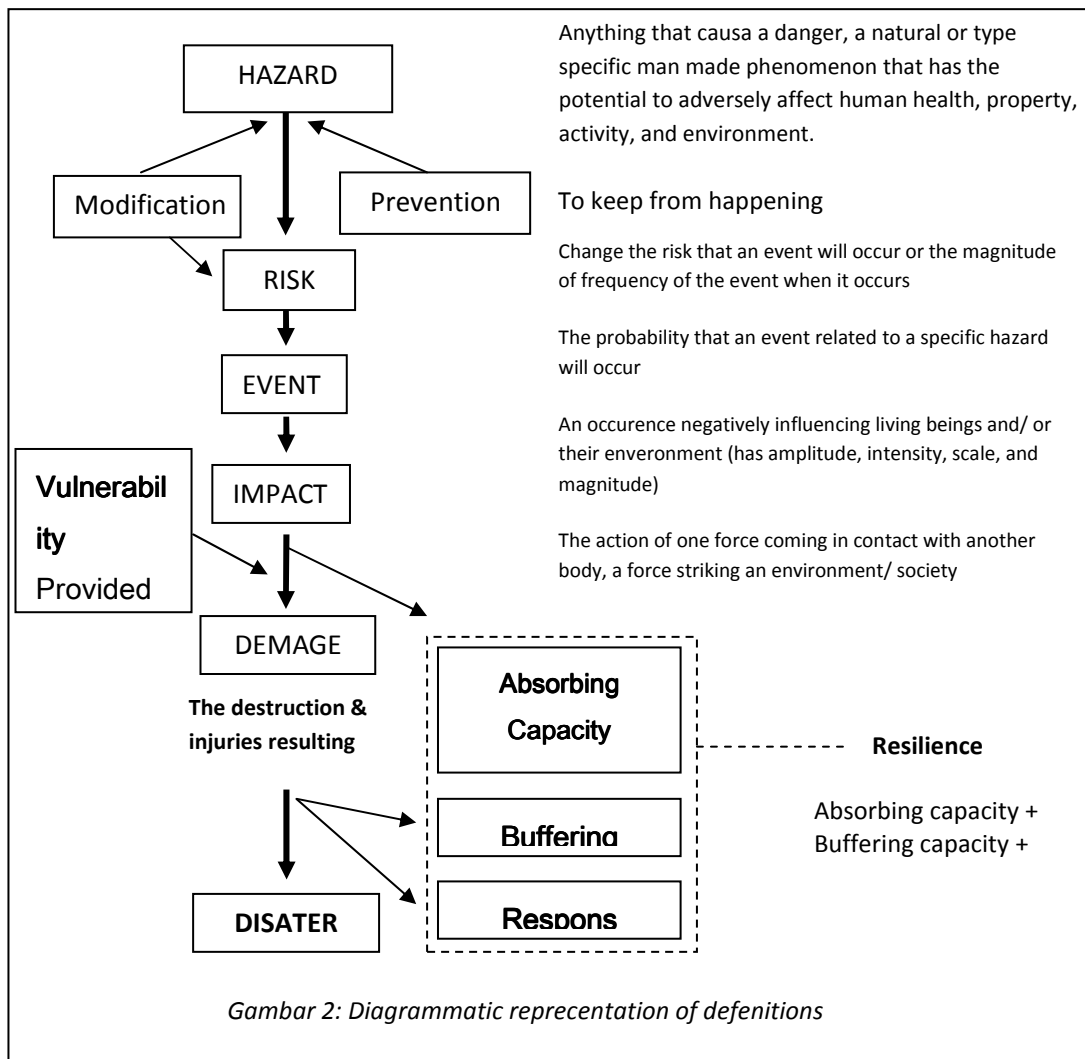 HAZARD
Anything that causa a danger, a natural or type
specific man made phenomenon that has the
potential to adversely affect human health, property,
activity, and environment.
Modification
Prevention
To keep from happening
Change the risk that an event will occur or the magnitude
of frequency of the event when it occurs
RISK
The probability that an event related to a specific hazard
will occur
EVENT
An occurence negatively influencing living beings and/ or
their enveronment (has amplitude, intensity, scale, and
magnitude)
Vulnerabil
ity
Provided
IMPACT
The action of one force coming in contact with another
body, a force striking an environment/ society
DEMAGE
The destruction &
injuries resulting
Absorbing
Capacity
Resilience
Absorbing capacity +
Buffering capacity +
Buffering
Respons
DISATER
Gambar 2: Diagrammatic reprecentation of defenitions